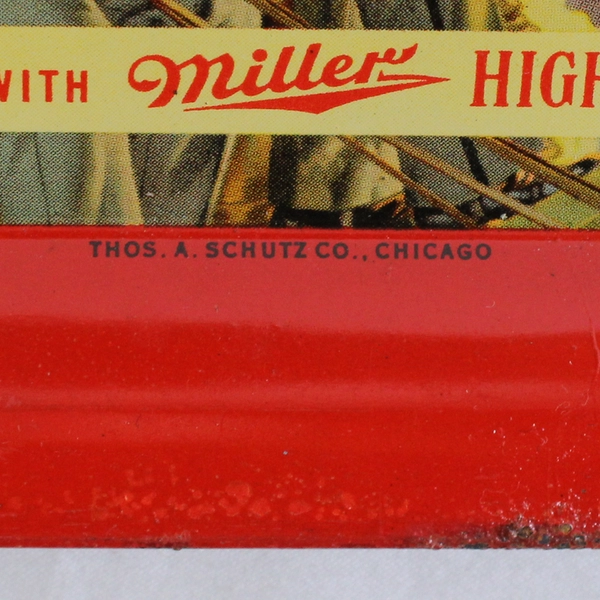 WITH Miller HIGH
THOS. A. SCHUTZ CO., CHICAGO